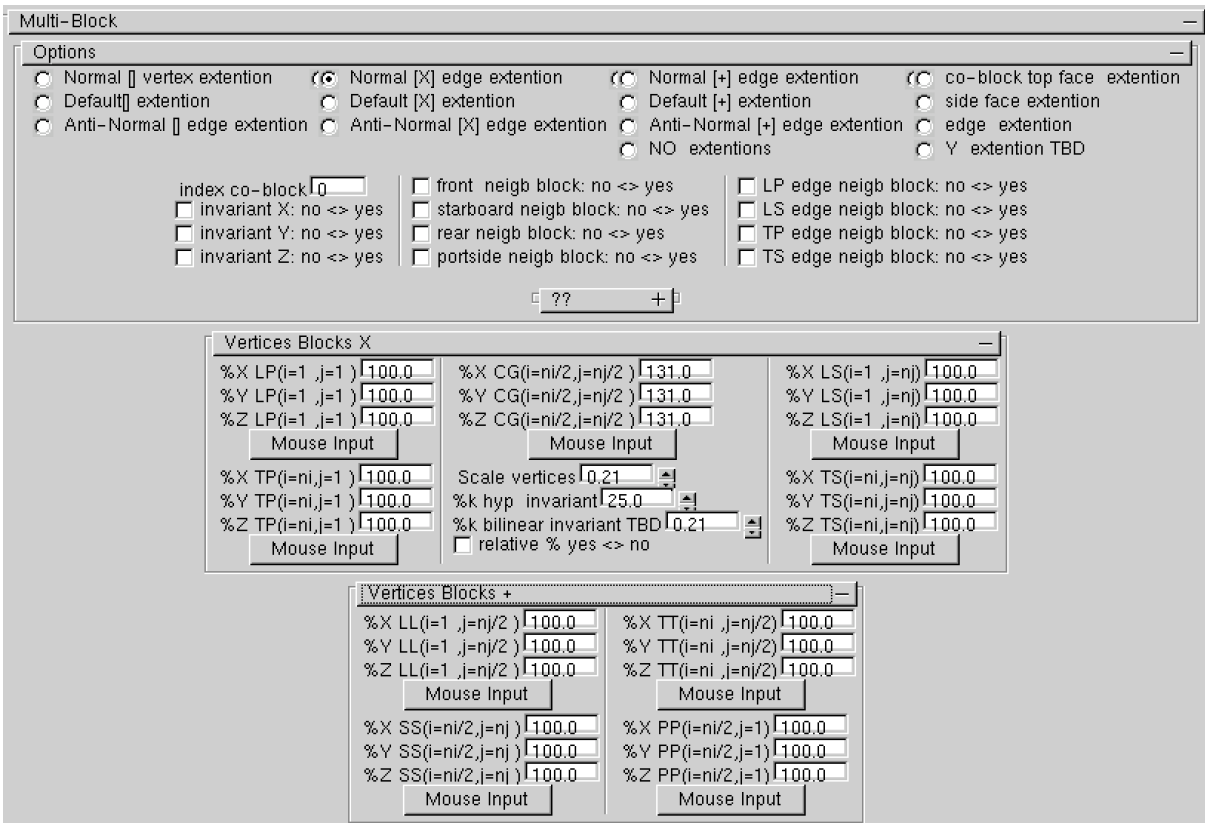 Multi-Block
Options
Normal [] vertex extention Normal [X] edge extention Normal [+] edge extention co-block top face extention
Default[] extention Default [X] extention Default [+] extention side face extention
Anti-Normal [] edge extention Anti-Normal [X] edge extention Anti-Normal [+] edge extention edge extention
NO extentions Y extention TBD
index co-block 0 front neigb block: no <> yes LP edge neigb block: no <> yes
invariant X: no <> yes starboard neigb block: no <> yes LS edge neigb block: no <> yes
invariant Y: no <> yes rear neigb block: no <> yes TP edge neigb block: no <> yes
invariant Z: no <> yes portside neigb block: no <> yes TS edge neigb block: no <> yes
?? +
Vertices Blocks X
%X LP(i=1 ,j=1 ) 100.0 %X CG(i=ni/2,j=nj/2 ) 131.0 %X LS(i=1 ,j=nj) 100.0
%Y LP(i=1 ,j=1 ) 100.0 %Y CG(i=ni/2,j=nj/2 ) 131.0 %Y LS(i=1 ,j=nj) 100.0
%Z LP(i=1 ,j=1 ) 100.0 %Z CG(i=ni/2,j=nj/2 ) 131.0 %Z LS(i=1 ,j=nj) 100.0
Mouse Input Mouse Input Mouse Input
%X TP(i=ni,j=1 ) 100.0 Scale vertices 0.21 %X TS(i=ni,j=nj) 100.0
%Y TP(i=ni,j=1 ) 100.0 %k hyp invariant 25.0 %Y TS(i=ni,j=nj) 100.0
%Z TP(i=ni,j=1 ) 100.0 %k bilinear invariant TBD 0.21 %Z TS(i=ni,j=nj) 100.0
Mouse Input relative % yes <> no Mouse Input
Vertices Blocks +
%X LL(i=1 ,j=nj/2 ) 100.0 %X TT(i=ni ,j=nj/2) 100.0
%Y LL(i=1 ,j=nj/2 ) 100.0 %Y TT(i=ni ,j=nj/2) 100.0
%Z LL(i=1 ,j=nj/2 ) 100.0 %Z TT(i=ni ,j=nj/2) 100.0
Mouse Input Mouse Input
%X SS(i=ni/2,j=nj ) 100.0 %X PP(i=ni/2,j=1) 100.0
%Y SS(i=ni/2,j=nj ) 100.0 %Y PP(i=ni/2,j=1) 100.0
%Z SS(i=ni/2,j=nj ) 100.0 %Z PP(i=ni/2,j=1) 100.0
Mouse Input Mouse Input